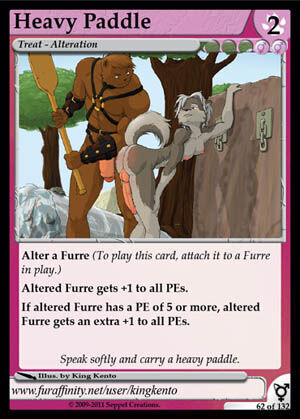 Heavy Paddle
2
Treat - Alteration
Alter a Furre (To play this card, attach it to a Furre
in play.)
Altered Furre gets +1 to all PEs.
If altered Furre has a PE of 5 or more, altered
Furre gets an extra +1 to all PEs.
Speak softly and carry a heavy paddle.
Illus. by King Kento
www.furaffinity.net/user/kingkento
© 2009-2011 Seppel Creations.
62 of 132